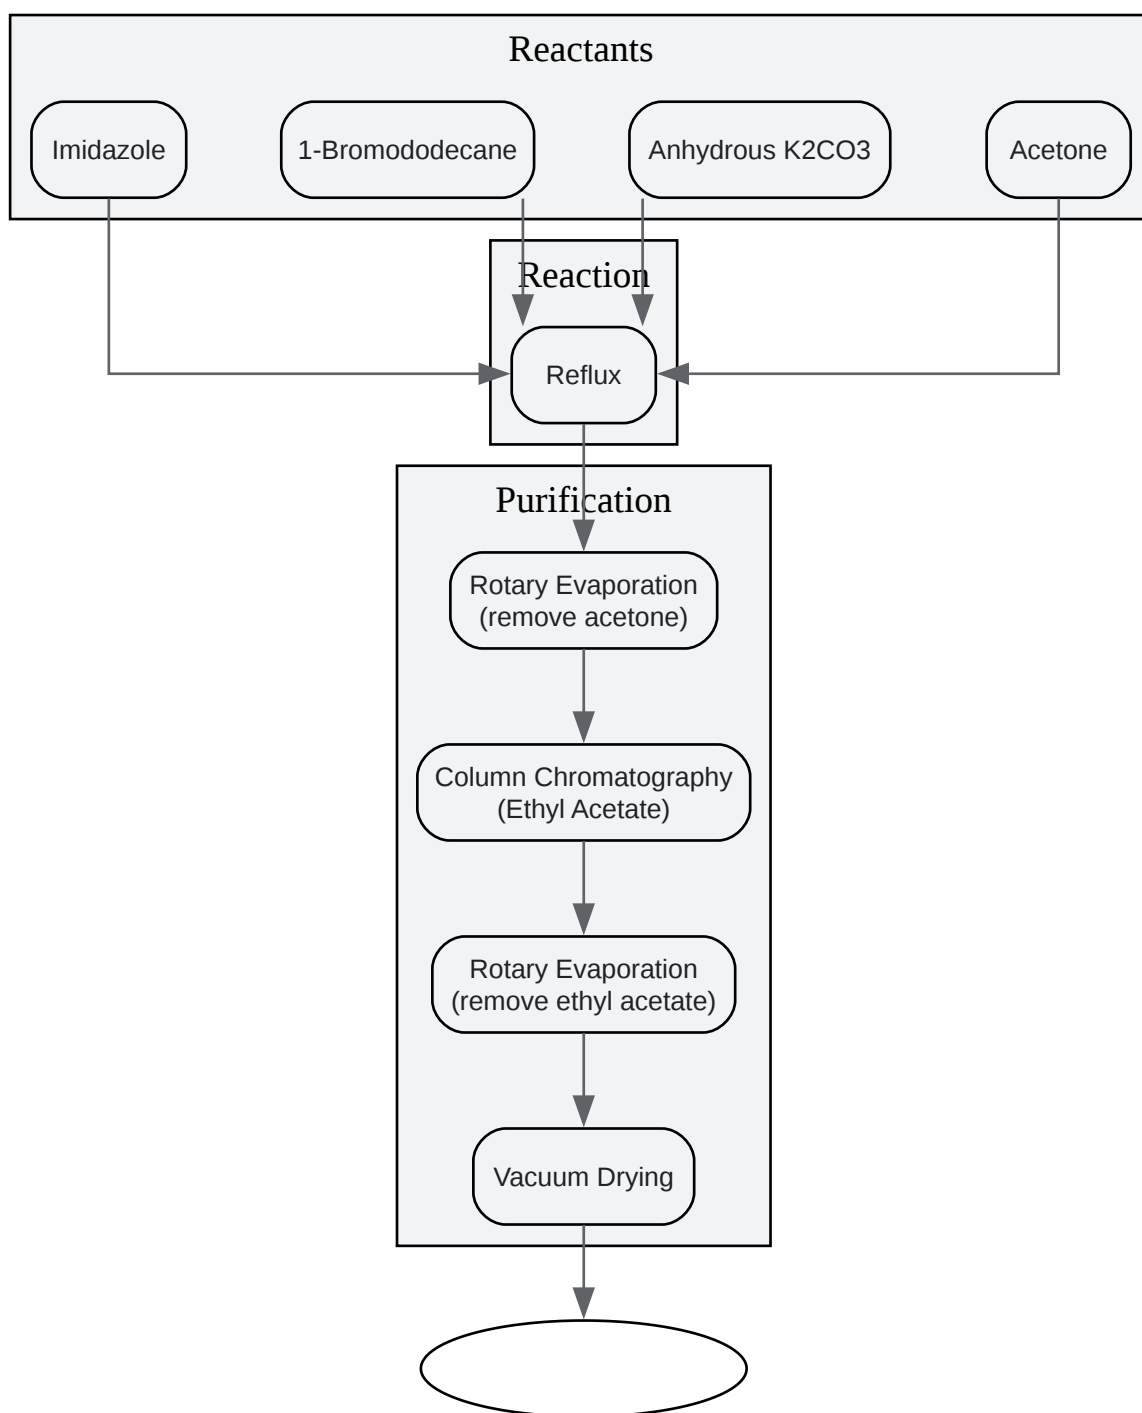 Reactants
Imidazole
1-Bromododecane
Anhydrous K2CO3
Acetone
Reaction
Reflux
Purification
Rotary Evaporation
(remove acetone)
Column Chromatography
(Ethyl Acetate)
Rotary Evaporation
(remove ethyl acetate)
Vacuum Drying